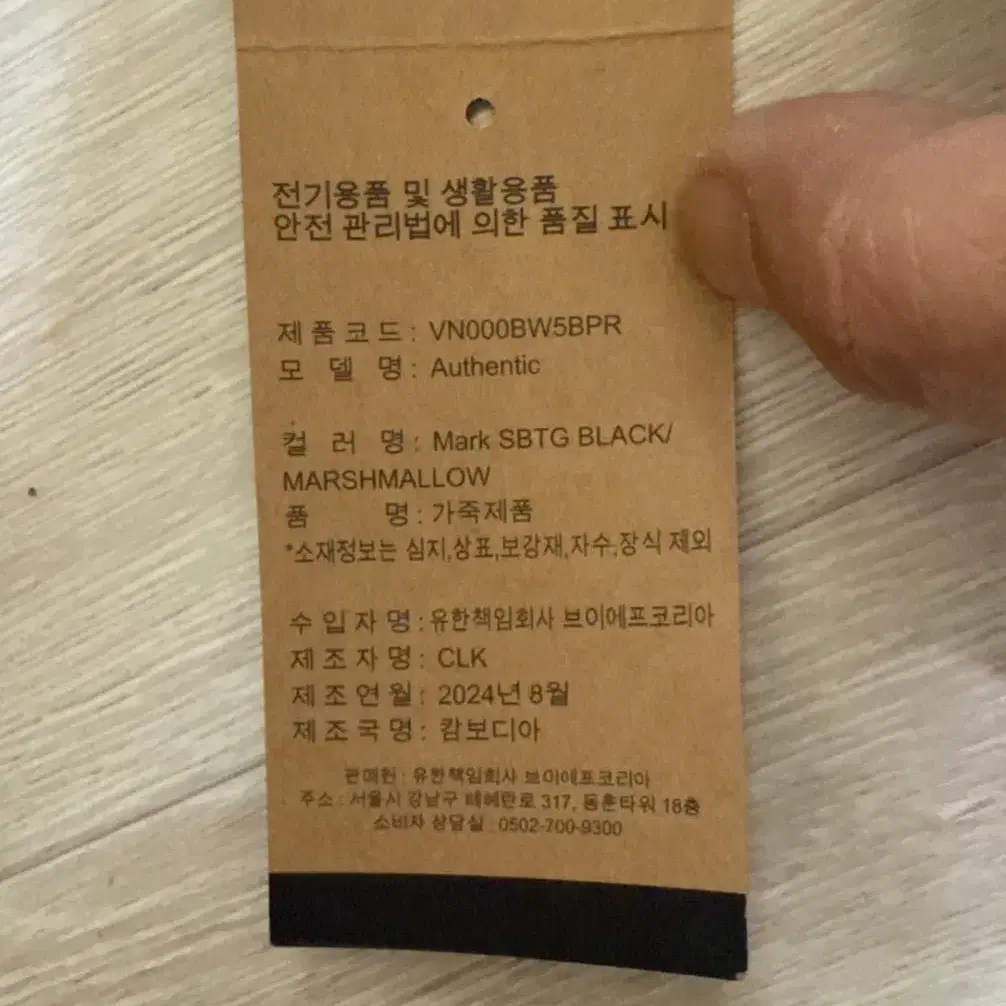 전기용품 및 생활용품
안전 관리법에 의한 품질 표시
제 품 코 드 : VN000BW5BPR
모 델 명 : Authentic
컬 러 명 : Mark SBTG BLACK/
MARSHMALLOW
품 명 : 가죽제품
*소재정보는 심지,상표,보강재,자수,장식 제외
수 입 자 명 : 유한책임회사 브이에프코리아
제 조 자 명 : CLK
제 조 연 월 : 2024년 8월
제 조 국 명 : 캄보디아
판매원 : 유한책임회사 브이에프코리아
주소 : 서울시 강남구 테헤란로 317, 동훈타워 18층
소비자 상담실 : 0502-700-9300